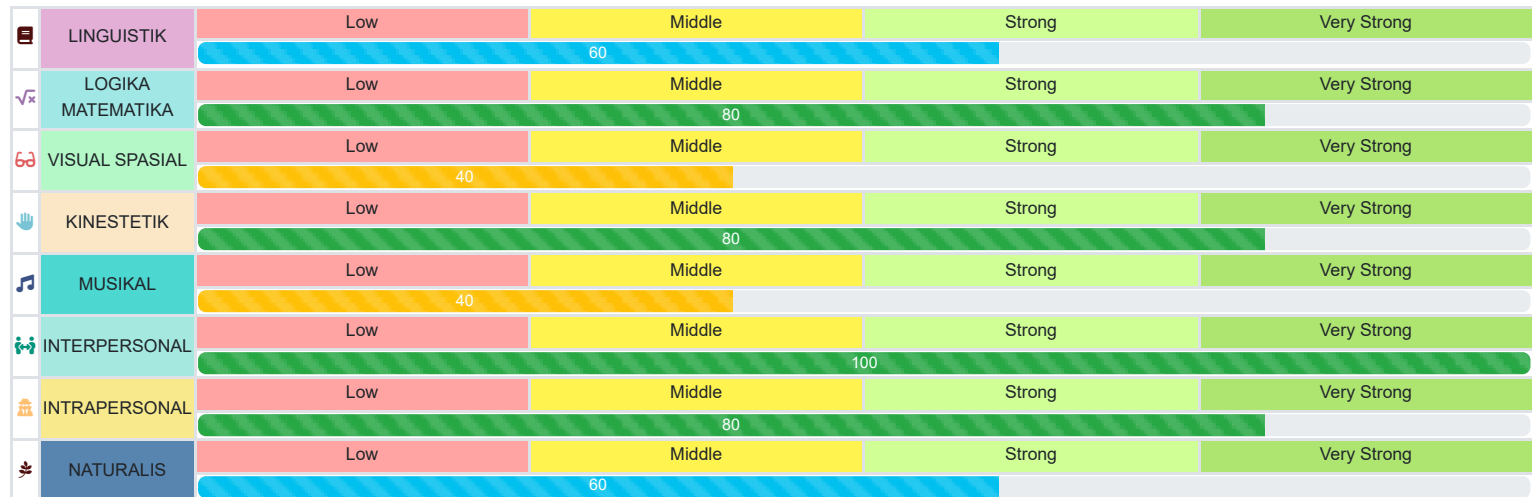 LINGUISTIK
Low Middle Strong Very Strong
60
LOGIKA
MATEMATIKA
Low Middle Strong Very Strong
80
VISUAL SPASIAL
Low Middle Strong Very Strong
40
KINESTETIK
Low Middle Strong Very Strong
80
MUSIKAL
Low Middle Strong Very Strong
40
INTERPERSONAL
Low Middle Strong Very Strong
100
INTRAPERSONAL
Low Middle Strong Very Strong
80
NATURALIS
Low Middle Strong Very Strong
60